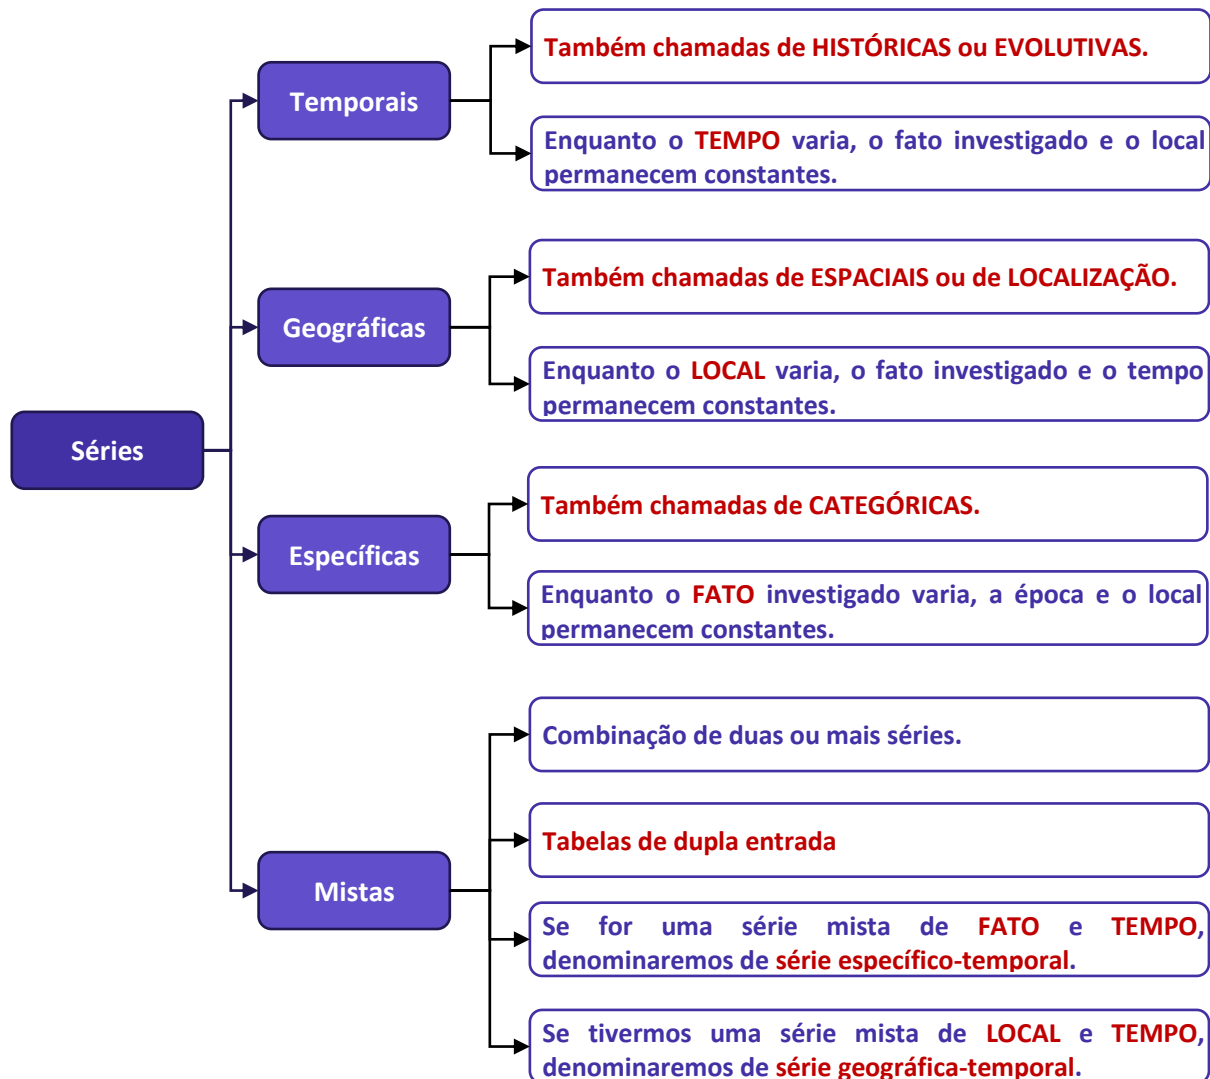 Séries
Temporais
Também chamadas de HISTÓRICAS ou EVOLUTIVAS.
Enquanto o TEMPO varia, o fato investigado e o local
permanecem constantes.
Geográficas
Também chamadas de ESPACIAIS ou de LOCALIZAÇÃO.
Enquanto o LOCAL varia, o fato investigado e o tempo
permanecem constantes.
Específicas
Também chamadas de CATEGÓRICAS.
Enquanto o FATO investigado varia, a época e o local
permanecem constantes.
Mistas
Combinação de duas ou mais séries.
Tabelas de dupla entrada
Se for uma série mista de FATO e TEMPO,
denominaremos de série específico-temporal.
Se tivermos uma série mista de LOCAL e TEMPO,
denominaremos de série geográfica-temporal.